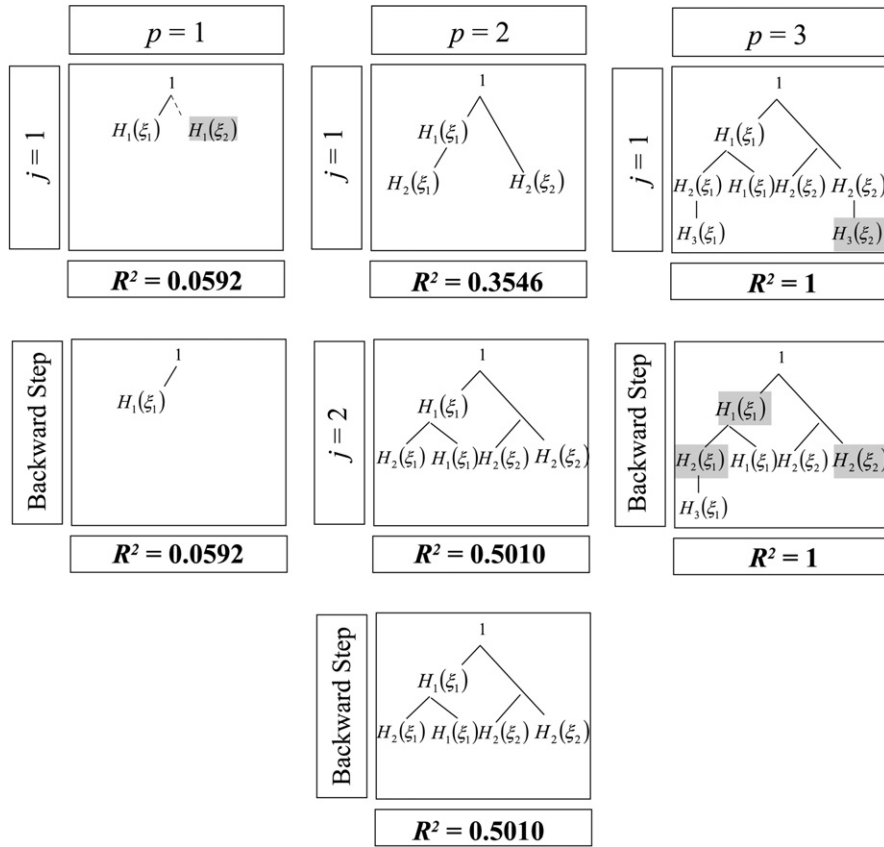 p = 1
p = 2
p = 3
j = 1
1
H₁(ξ₁) H₁(ξ₂)
R² = 0.0592
j = 1
1
H₁(ξ₁)
H₂(ξ₁) H₂(ξ₂)
R² = 0.3546
j = 1
1
H₁(ξ₁)
H₂(ξ₁) H₁(ξ₁) H₂(ξ₂) H₂(ξ₂)
H₃(ξ₁) H₃(ξ₂)
R² = 1
Backward Step
1
H₁(ξ₁)
R² = 0.0592
j = 2
1
H₁(ξ₁)
H₂(ξ₁) H₁(ξ₁) H₂(ξ₂) H₂(ξ₂)
R² = 0.5010
Backward Step
1
H₁(ξ₁)
H₂(ξ₁) H₁(ξ₁) H₂(ξ₂) H₂(ξ₂)
H₃(ξ₁)
R² = 1
Backward Step
1
H₁(ξ₁)
H₂(ξ₁) H₁(ξ₁) H₂(ξ₂) H₂(ξ₂)
R² = 0.5010